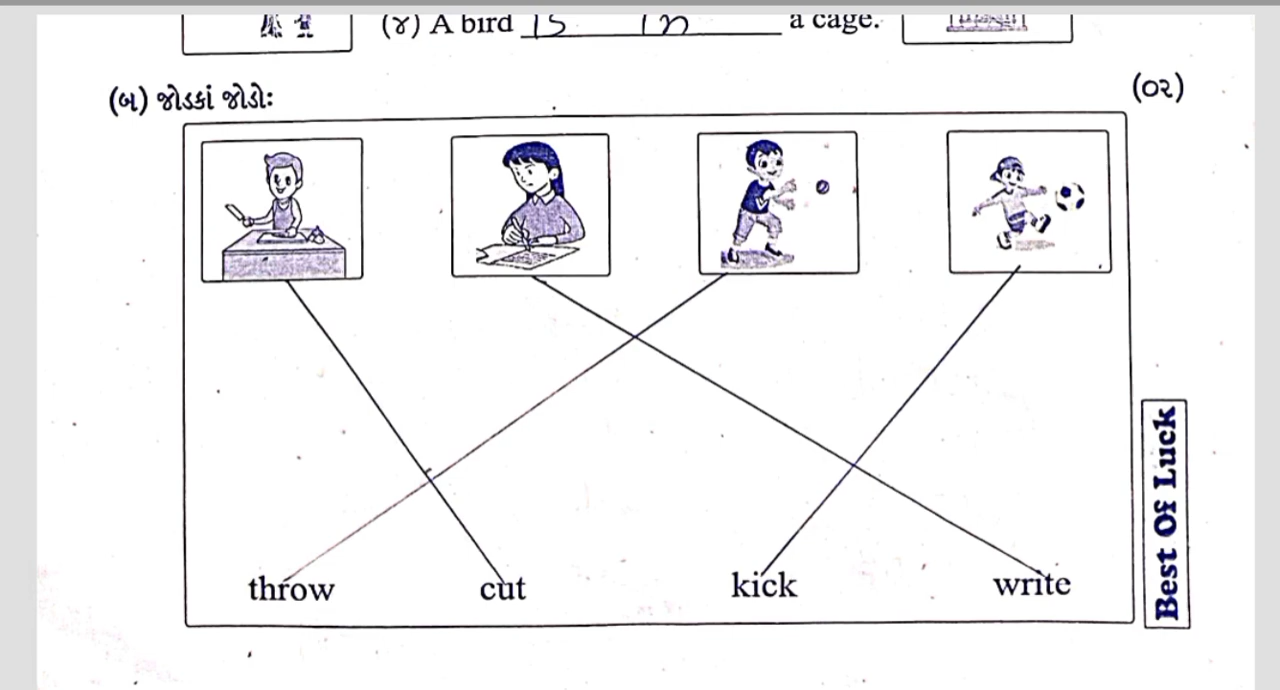 (૪) A bird is in a cage.
(બ) જોડકાં જોડો: (૦૨)
throw cut kick write
Best Of Luck